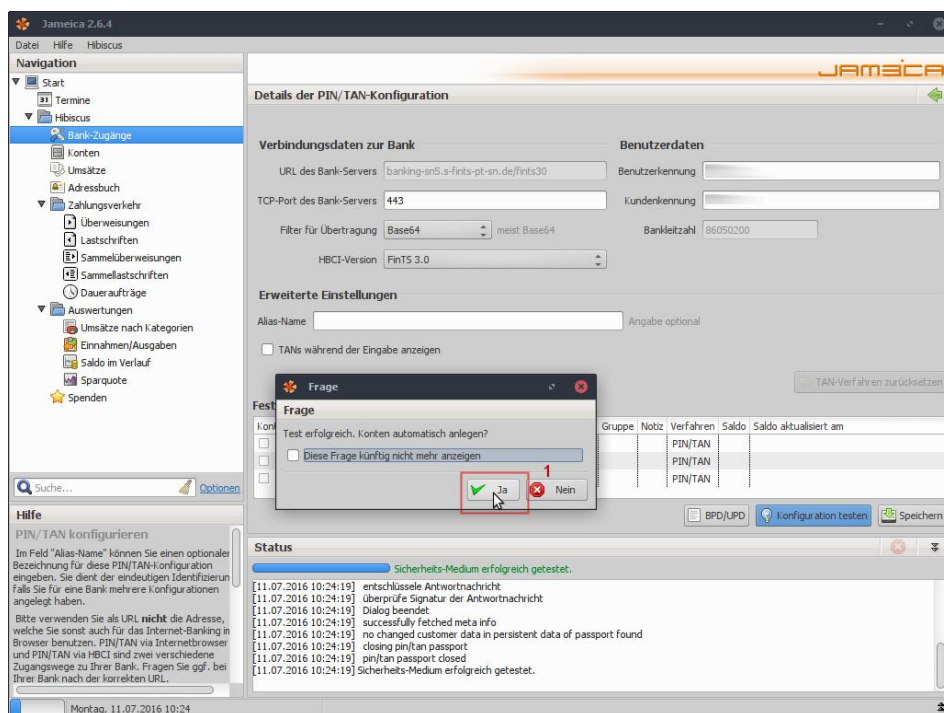 Jameica 2.6.4
Datei Hilfe Hibiscus
Navigation
Start
31 Termine
Hibiscus
Bank-Zugänge
Konten
Umsätze
Adressbuch
Zahlungsverkehr
Überweisungen
Lastschriften
Sammelüberweisungen
Sammellastschriften
Daueraufträge
Auswertungen
Umsätze nach Kategorien
Einnahmen/Ausgaben
Saldo im Verlauf
Sparquote
Spenden
Suche...
Optionen
Hilfe
PIN/TAN konfigurieren
Im Feld "Alias-Name" können Sie einen optionalen
Bezeichnung für diese PIN/TAN-Konfiguration
eingeben. Sie dient der eindeutigen Identifizierun
falls Sie für eine Bank mehrere Konfigurationen
angelegt haben.
Bitte verwenden Sie als URL nicht die Adresse,
welche Sie sonst auch für das Internet-Banking in
Browser benutzen. PIN/TAN via Internetbrowser
und PIN/TAN via HBCI sind zwei verschiedene
Zugangswege zu Ihrer Bank. Fragen Sie ggf. bei
Ihrer Bank nach der korrekten URL.
Montag, 11.07.2016 10:24
JAMEICA
Details der PIN/TAN-Konfiguration
Verbindungsdaten zur Bank
URL des Bank-Servers banking-sn5.s-fints-pt-sn.de/fints30
TCP-Port des Bank-Servers 443
Filter für Übertragung Base64 meist Base64
HBCI-Version FinTS 3.0
Benutzerdaten
Benutzerkennung
Kundenkennung
Bankleitzahl 86050200
Erweiterte Einstellungen
Alias-Name Angabe optional
TANs während der Eingabe anzeigen
TAN-Verfahren zurücksetzen
Fest
Kont Gruppe Notiz Verfahren Saldo Saldo aktualisiert am
PIN/TAN
PIN/TAN
PIN/TAN
Frage
Frage
Test erfolgreich. Konten automatisch anlegen?
Diese Frage künftig nicht mehr anzeigen
1
Ja Nein
BPD/UPD Konfiguration testen Speichern
Status
Sicherheits-Medium erfolgreich getestet.
[11.07.2016 10:24:19] entschlüssele Antwortnachricht
[11.07.2016 10:24:19] überprüfe Signatur der Antwortnachricht
[11.07.2016 10:24:19] Dialog beendet
[11.07.2016 10:24:19] successfully fetched meta info
[11.07.2016 10:24:19] no changed customer data in persistent data of passport found
[11.07.2016 10:24:19] closing pin/tan passport
[11.07.2016 10:24:19] pin/tan passport closed
[11.07.2016 10:24:19] Sicherheits-Medium erfolgreich getestet.